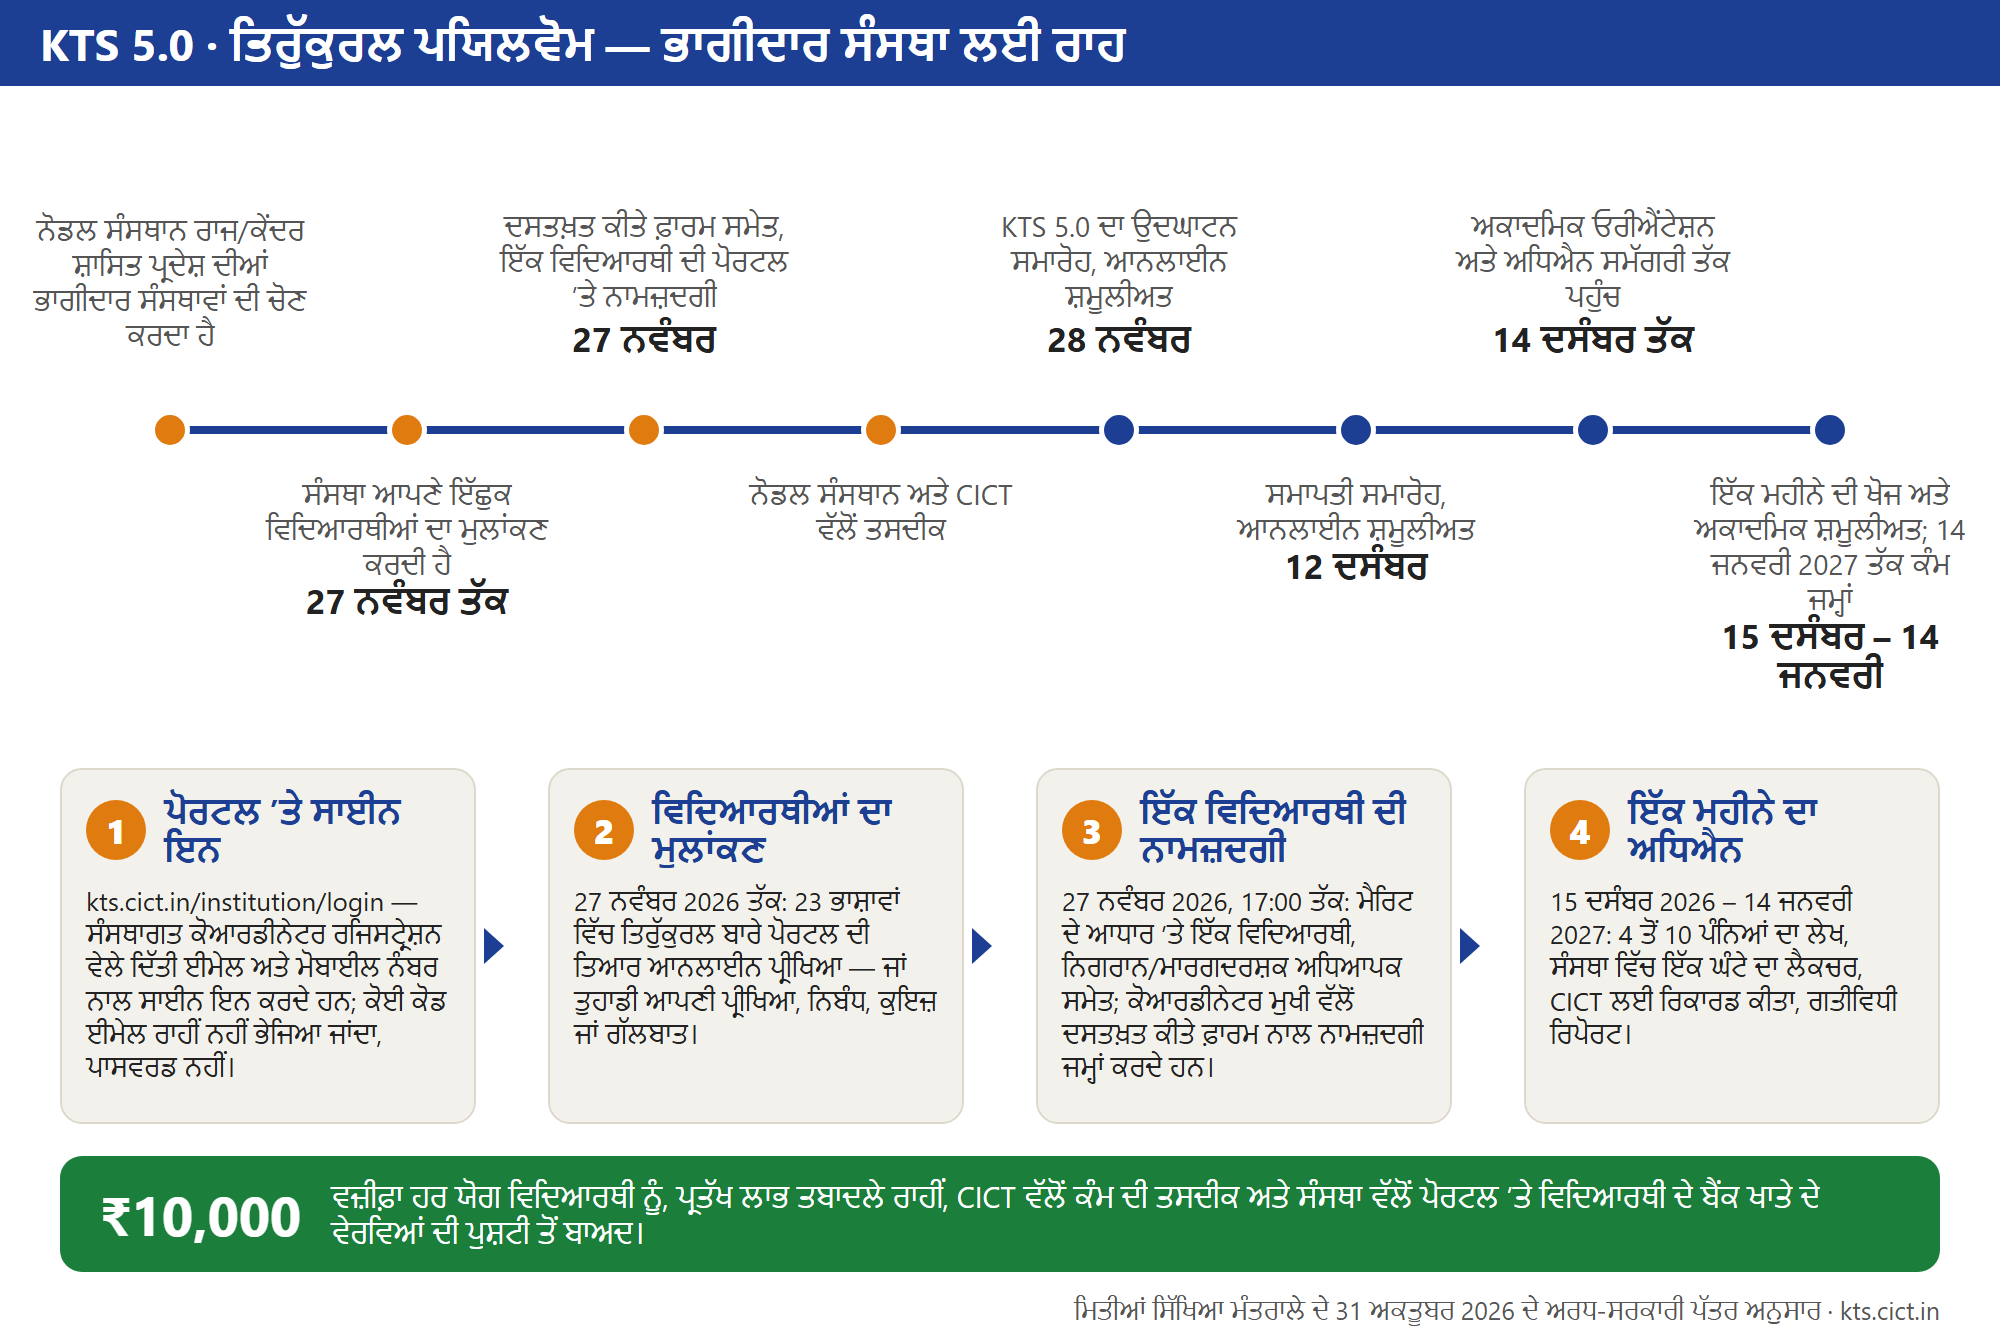 KTS 5.0 · ਤਿਰੁੱਕੁਰਲ ਪਯਿਲਵੋਮ — ਭਾਗੀਦਾਰ ਸੰਸਥਾ ਲਈ ਰਾਹ
ਨੋਡਲ ਸੰਸਥਾਨ ਰਾਜ/ਕੇਂਦਰ
ਸ਼ਾਸਿਤ ਪ੍ਰਦੇਸ਼ ਦੀਆਂ
ਭਾਗੀਦਾਰ ਸੰਸਥਾਵਾਂ ਦੀ ਚੋਣ
ਕਰਦਾ ਹੈ
ਦਸਤਖ਼ਤ ਕੀਤੇ ਫ਼ਾਰਮ ਸਮੇਤ,
ਇੱਕ ਵਿਦਿਆਰਥੀ ਦੀ ਪੋਰਟਲ
’ਤੇ ਨਾਮਜ਼ਦਗੀ
27 ਨਵੰਬਰ
KTS 5.0 ਦਾ ਉਦਘਾਟਨ
ਸਮਾਰੋਹ, ਆਨਲਾਈਨ
ਸ਼ਮੂਲੀਅਤ
28 ਨਵੰਬਰ
ਅਕਾਦਮਿਕ ਓਰੀਐਂਟੇਸ਼ਨ
ਅਤੇ ਅਧਿਐਨ ਸਮੱਗਰੀ ਤੱਕ
ਪਹੁੰਚ
14 ਦਸੰਬਰ ਤੱਕ
ਸੰਸਥਾ ਆਪਣੇ ਇੱਛੁਕ
ਵਿਦਿਆਰਥੀਆਂ ਦਾ ਮੁਲਾਂਕਣ
ਕਰਦੀ ਹੈ
27 ਨਵੰਬਰ ਤੱਕ
ਨੋਡਲ ਸੰਸਥਾਨ ਅਤੇ CICT
ਵੱਲੋਂ ਤਸਦੀਕ
ਸਮਾਪਤੀ ਸਮਾਰੋਹ,
ਆਨਲਾਈਨ ਸ਼ਮੂਲੀਅਤ
12 ਦਸੰਬਰ
ਇੱਕ ਮਹੀਨੇ ਦੀ ਖੋਜ ਅਤੇ
ਅਕਾਦਮਿਕ ਸ਼ਮੂਲੀਅਤ; 14
ਜਨਵਰੀ 2027 ਤੱਕ ਕੰਮ
ਜਮ੍ਹਾਂ
15 ਦਸੰਬਰ – 14
ਜਨਵਰੀ
1 ਪੋਰਟਲ ’ਤੇ ਸਾਈਨ
ਇਨ
kts.cict.in/institution/login —
ਸੰਸਥਾਗਤ ਕੋਆਰਡੀਨੇਟਰ ਰਜਿਸਟ੍ਰੇਸ਼ਨ
ਵੇਲੇ ਦਿੱਤੀ ਈਮੇਲ ਅਤੇ ਮੋਬਾਈਲ ਨੰਬਰ
ਨਾਲ ਸਾਈਨ ਇਨ ਕਰਦੇ ਹਨ; ਕੋਈ ਕੋਡ
ਈਮੇਲ ਰਾਹੀਂ ਨਹੀਂ ਭੇਜਿਆ ਜਾਂਦਾ,
ਪਾਸਵਰਡ ਨਹੀਂ।
2 ਵਿਦਿਆਰਥੀਆਂ ਦਾ
ਮੁਲਾਂਕਣ
27 ਨਵੰਬਰ 2026 ਤੱਕ: 23 ਭਾਸ਼ਾਵਾਂ
ਵਿੱਚ ਤਿਰੁੱਕੁਰਲ ਬਾਰੇ ਪੋਰਟਲ ਦੀ
ਤਿਆਰ ਆਨਲਾਈਨ ਪ੍ਰੀਖਿਆ — ਜਾਂ
ਤੁਹਾਡੀ ਆਪਣੀ ਪ੍ਰੀਖਿਆ, ਨਿਬੰਧ, ਕੁਇਜ਼
ਜਾਂ ਗੱਲਬਾਤ।
3 ਇੱਕ ਵਿਦਿਆਰਥੀ ਦੀ
ਨਾਮਜ਼ਦਗੀ
27 ਨਵੰਬਰ 2026, 17:00 ਤੱਕ: ਮੈਰਿਟ
ਦੇ ਆਧਾਰ ’ਤੇ ਇੱਕ ਵਿਦਿਆਰਥੀ,
ਨਿਗਰਾਨ/ਮਾਰਗਦਰਸ਼ਕ ਅਧਿਆਪਕ
ਸਮੇਤ; ਕੋਆਰਡੀਨੇਟਰ ਮੁਖੀ ਵੱਲੋਂ
ਦਸਤਖ਼ਤ ਕੀਤੇ ਫ਼ਾਰਮ ਨਾਲ ਨਾਮਜ਼ਦਗੀ
ਜਮ੍ਹਾਂ ਕਰਦੇ ਹਨ।
4 ਇੱਕ ਮਹੀਨੇ ਦਾ
ਅਧਿਐਨ
15 ਦਸੰਬਰ 2026 – 14 ਜਨਵਰੀ
2027: 4 ਤੋਂ 10 ਪੰਨਿਆਂ ਦਾ ਲੇਖ,
ਸੰਸਥਾ ਵਿੱਚ ਇੱਕ ਘੰਟੇ ਦਾ ਲੈਕਚਰ,
CICT ਲਈ ਰਿਕਾਰਡ ਕੀਤਾ, ਗਤੀਵਿਧੀ
ਰਿਪੋਰਟ।
₹10,000
ਵਜ਼ੀਫ਼ਾ ਹਰ ਯੋਗ ਵਿਦਿਆਰਥੀ ਨੂੰ, ਪ੍ਰਤੱਖ ਲਾਭ ਤਬਾਦਲੇ ਰਾਹੀਂ, CICT ਵੱਲੋਂ ਕੰਮ ਦੀ ਤਸਦੀਕ ਅਤੇ ਸੰਸਥਾ ਵੱਲੋਂ ਪੋਰਟਲ ’ਤੇ ਵਿਦਿਆਰਥੀ ਦੇ ਬੈਂਕ ਖਾਤੇ ਦੇ
ਵੇਰਵਿਆਂ ਦੀ ਪੁਸ਼ਟੀ ਤੋਂ ਬਾਅਦ।
ਮਿਤੀਆਂ ਸਿੱਖਿਆ ਮੰਤਰਾਲੇ ਦੇ 31 ਅਕਤੂਬਰ 2026 ਦੇ ਅਰਧ-ਸਰਕਾਰੀ ਪੱਤਰ ਅਨੁਸਾਰ · kts.cict.in